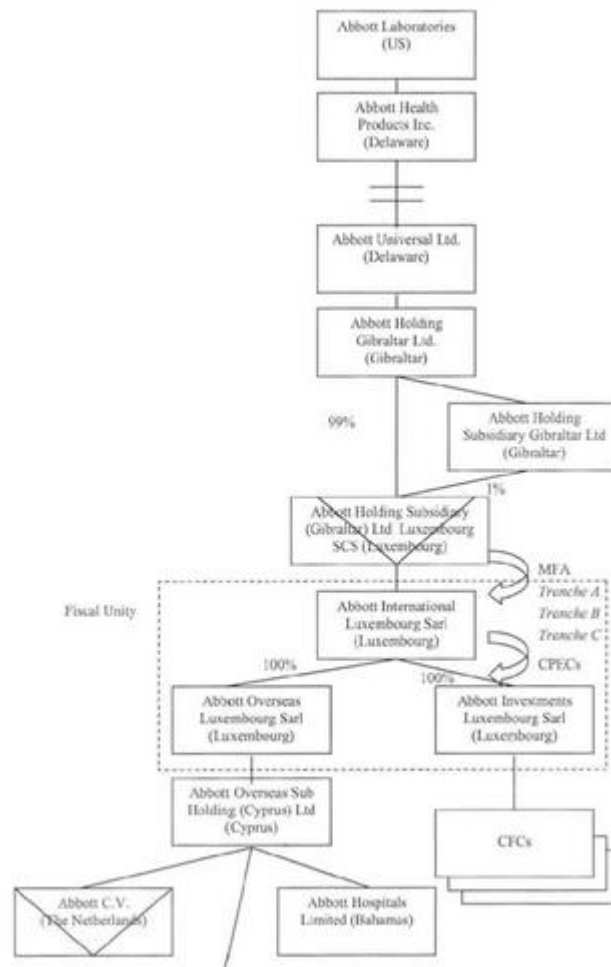 Abbott Laboratories
(US)
Abbott Health
Products Inc.
(Delaware)
Abbott Universal Ltd.
(Delaware)
Abbott Holding
Gibraltar Ltd.
(Gibraltar)
99%
Abbott Holding
Subsidiary Gibraltar Ltd
(Gibraltar)
1%
Abbott Holding Subsidiary
(Gibraltar) Ltd Luxembourg
SCS (Luxembourg)
MFA
Tranche A
Tranche B
Tranche C
Fiscal Unity
Abbott International
Luxembourg Sarl
(Luxembourg)
CPECs
100%
100%
Abbott Overseas
Luxembourg Sarl
(Luxembourg)
Abbott Investments
Luxembourg Sarl
(Luxembourg)
Abbott Overseas Sub
Holding (Cyprus) Ltd
(Cyprus)
CFCs
Abbott C.V.
(The Netherlands)
Abbott Hospitals
Limited (Bahamas)